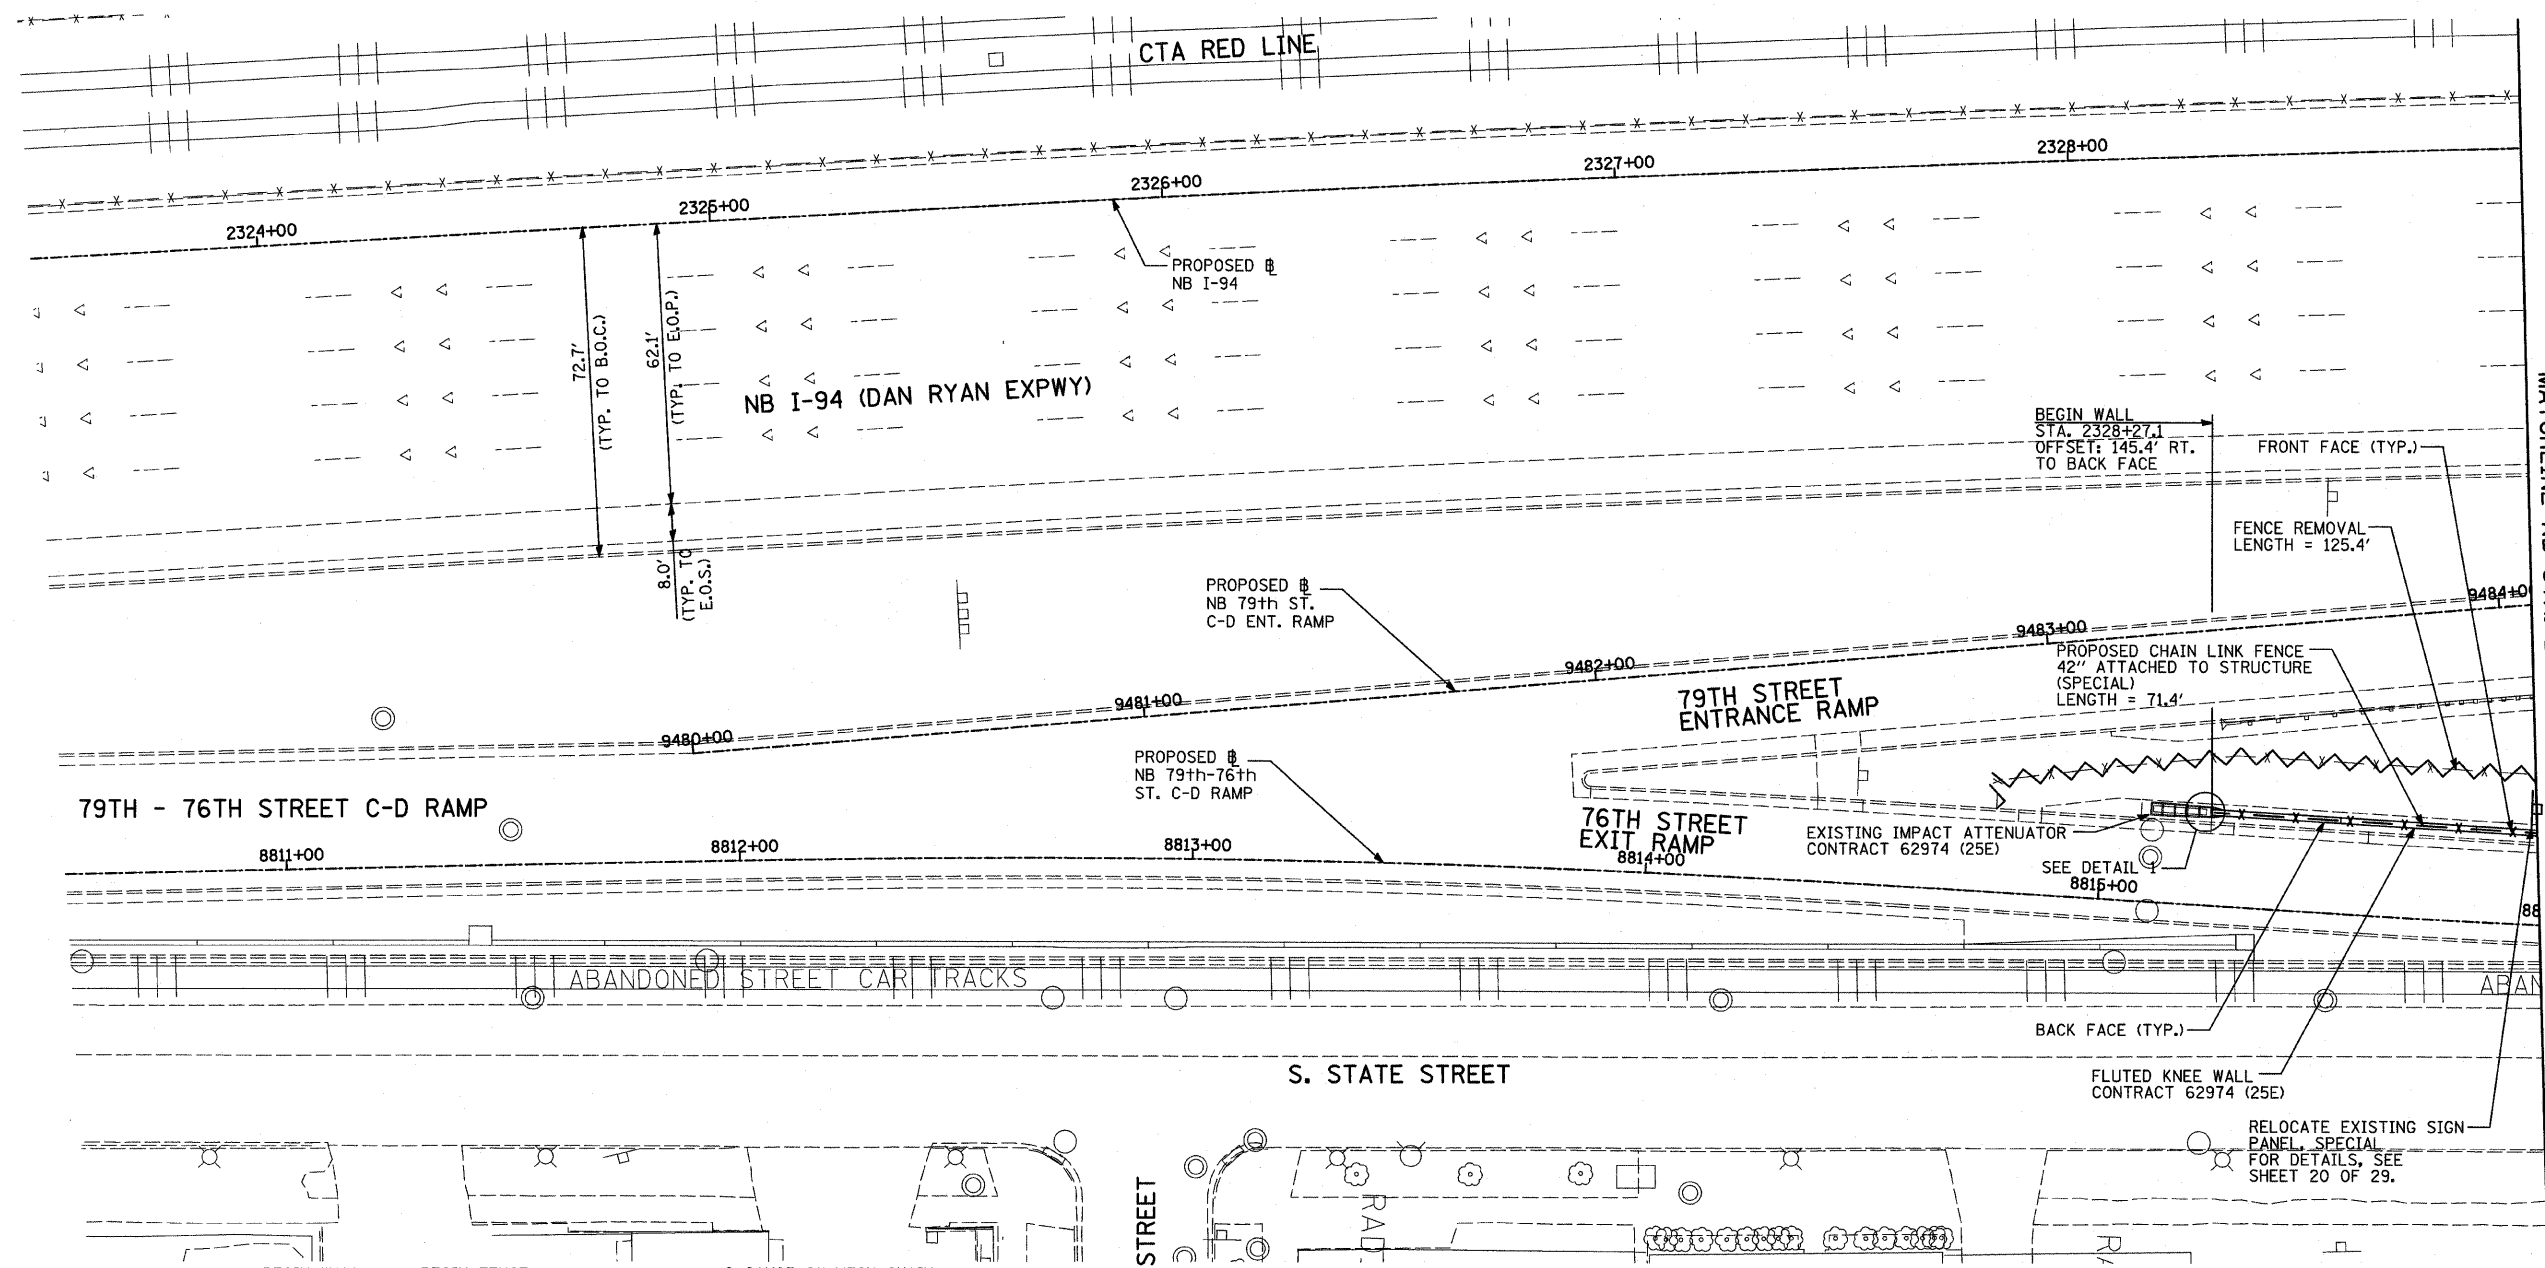 CTA RED LINE
2324+00
2325+00
2326+00
2327+00
2328+00
PROPOSED ℄
NB I-94
72.7'
(TYP. TO B.O.C.)
62.1'
(TYP. TO E.O.P.)
8.0'
(TYP. TO
E.O.S.)
NB I-94 (DAN RYAN EXPWY)
BEGIN WALL
STA. 2328+27.1
OFFSET: 145.4' RT.
TO BACK FACE
FRONT FACE (TYP.)
FENCE REMOVAL
LENGTH = 125.4'
PROPOSED ℄
NB 79th ST.
C-D ENT. RAMP
9480+00
9481+00
9482+00
9483+00
9484+0
PROPOSED CHAIN LINK FENCE
42" ATTACHED TO STRUCTURE
(SPECIAL)
LENGTH = 71.4'
79TH STREET
ENTRANCE RAMP
PROPOSED ℄
NB 79th-76th
ST. C-D RAMP
79TH - 76TH STREET C-D RAMP
76TH STREET
EXIT RAMP
EXISTING IMPACT ATTENUATOR
CONTRACT 62974 (25E)
SEE DETAIL 1
8811+00
8812+00
8813+00
8814+00
8815+00
88
ABANDONED STREET CAR TRACKS
ABAN
BACK FACE (TYP.)
S. STATE STREET
FLUTED KNEE WALL
CONTRACT 62974 (25E)
RELOCATE EXISTING SIGN
PANEL, SPECIAL
FOR DETAILS, SEE
SHEET 20 OF 29.
STREET
RAD
RA